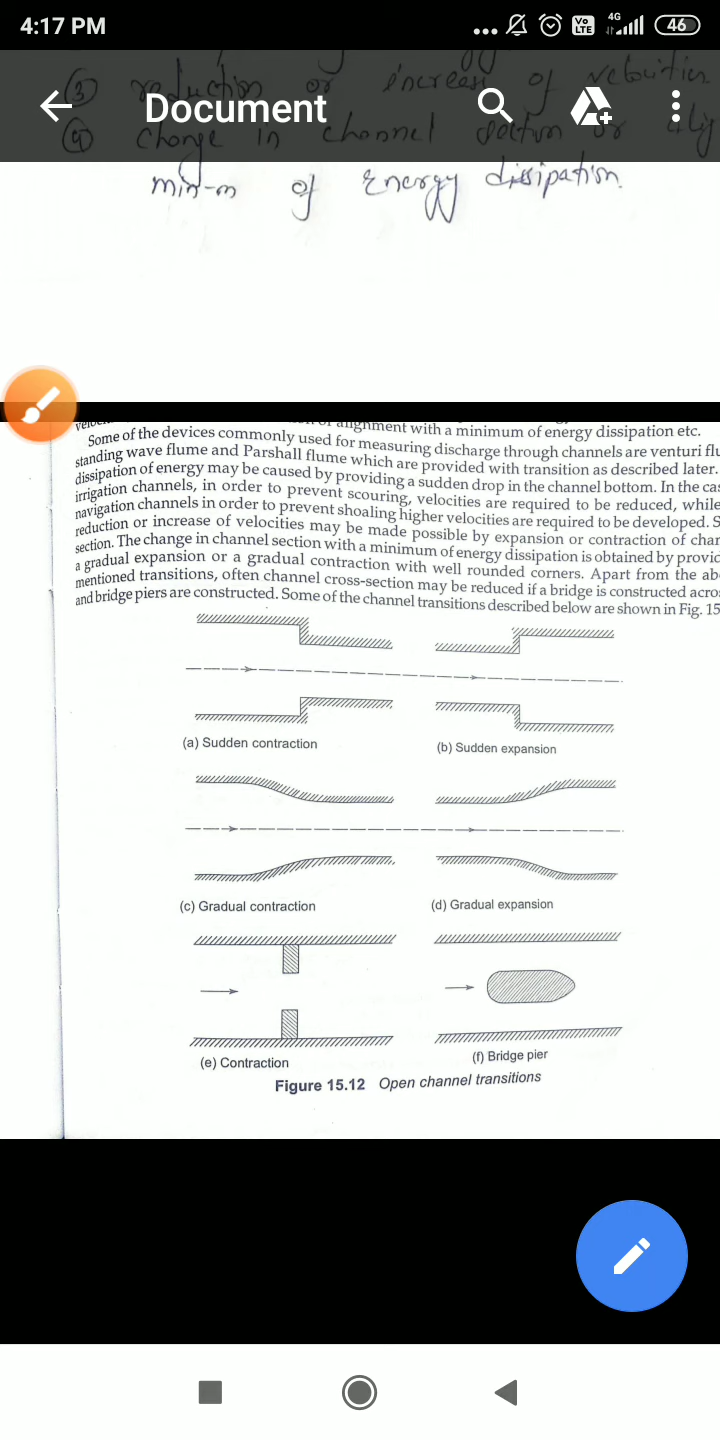 4:17 PM
Vo LTE 4G 46
③ reduction or increase of velocities
Document
④ change in channel section or
min-m of Energy dissipation.
alignment with a minimum of energy dissipation etc.
Some of the devices commonly used for measuring discharge through channels are venturi flu
standing wave flume and Parshall flume which are provided with transition as described later.
dissipation of energy may be caused by providing a sudden drop in the channel bottom. In the cas
irrigation channels, in order to prevent scouring, velocities are required to be reduced, while
navigation channels in order to prevent shoaling higher velocities are required to be developed. S
reduction or increase of velocities may be made possible by expansion or contraction of chan
section. The change in channel section with a minimum of energy dissipation is obtained by provid
a gradual expansion or a gradual contraction with well rounded corners. Apart from the ab
mentioned transitions, often channel cross-section may be reduced if a bridge is constructed acros
and bridge piers are constructed. Some of the channel transitions described below are shown in Fig. 15
(a) Sudden contraction
(b) Sudden expansion
(c) Gradual contraction
(d) Gradual expansion
(e) Contraction
(f) Bridge pier
Figure 15.12 Open channel transitions